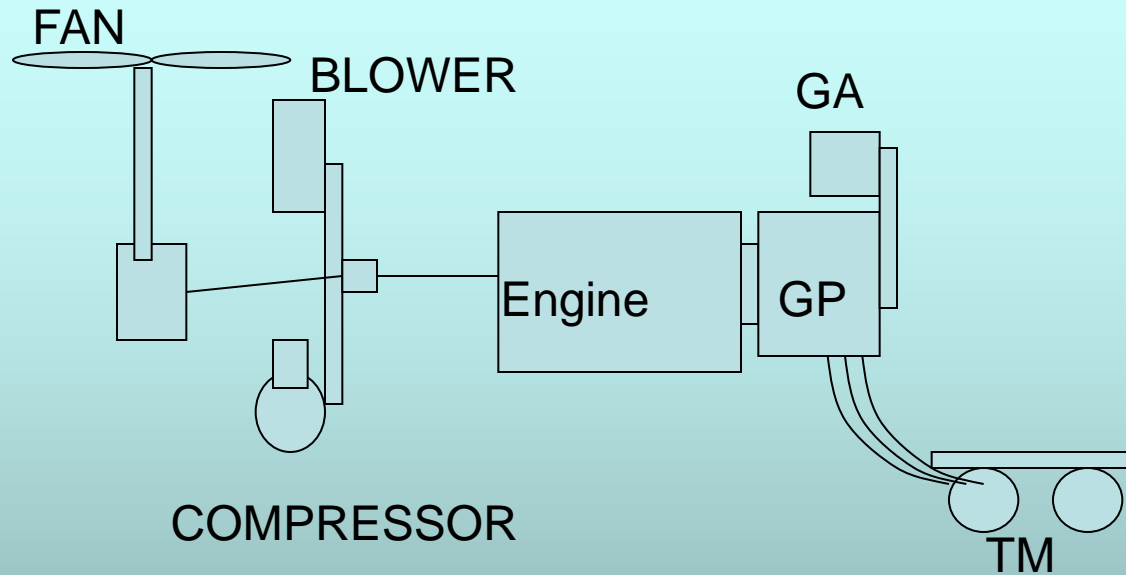 FAN
BLOWER
GA
Engine
GP
COMPRESSOR
TM